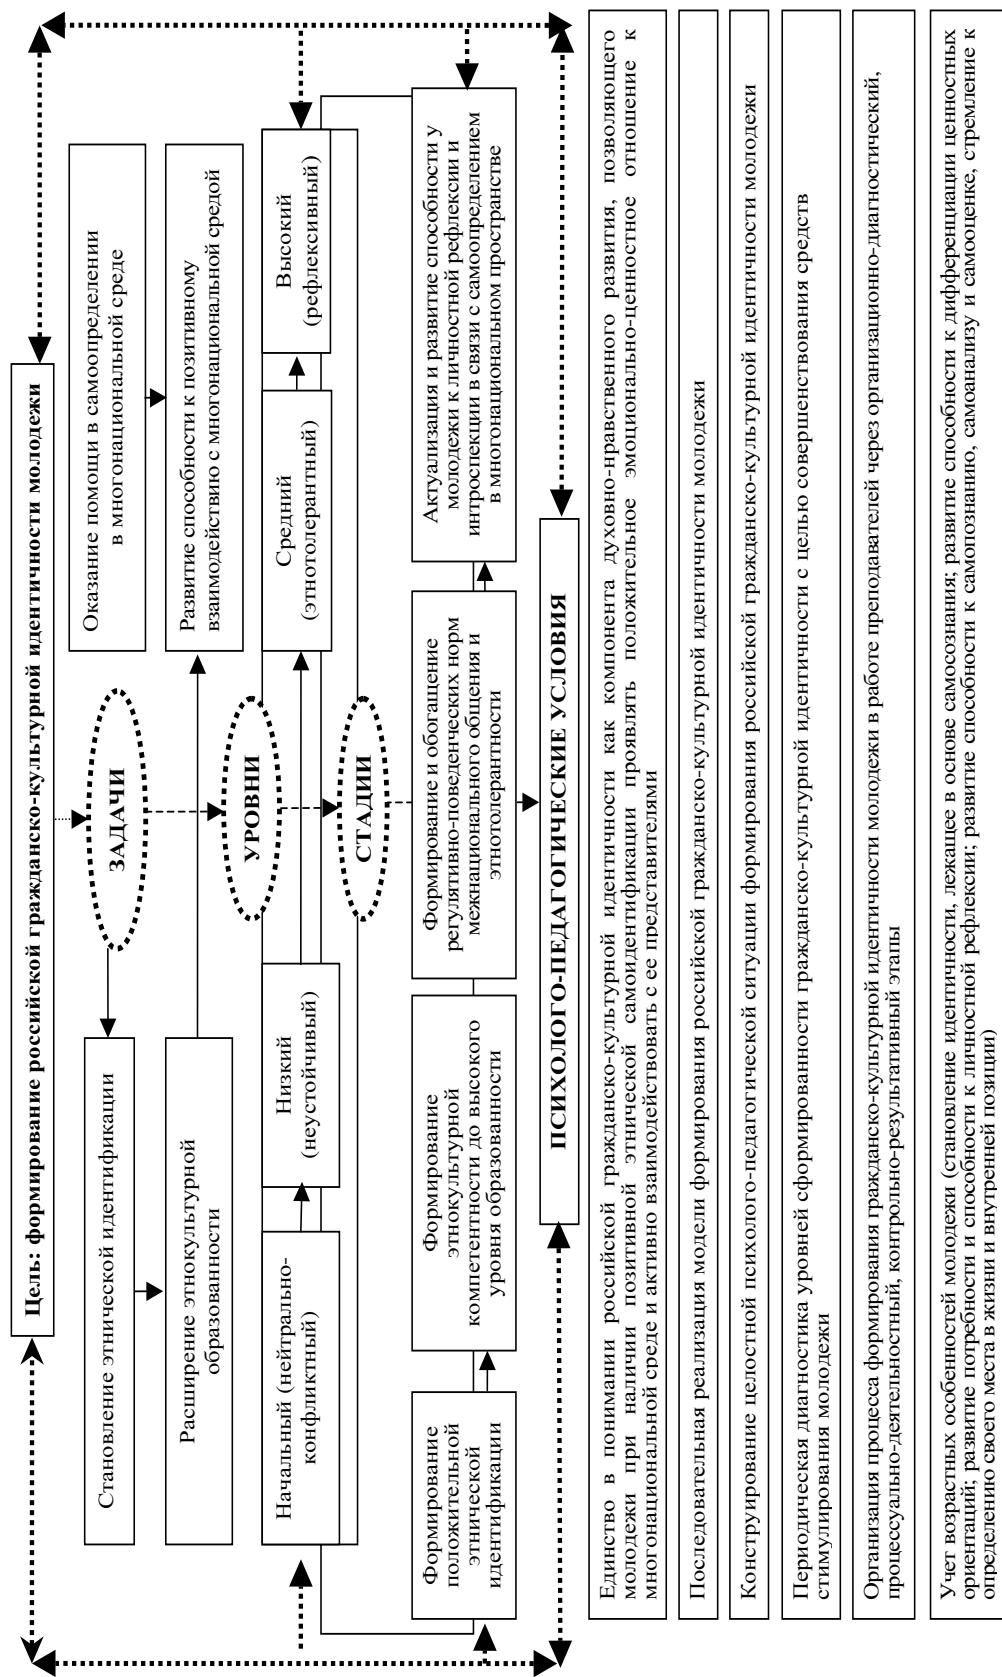 Цель: формирование российской гражданско-культурной идентичности молодежи
ЗАДАЧИ
Становление этнической идентификации
Расширение этнокультурной
образованности
Оказание помощи в самоопределении
в многонациональной среде
Развитие способности к позитивному
взаимодействию с многонациональной средой
УРОВНИ
Начальный (нейтрально-
конфликтный)
Низкий
(неустойчивый)
Средний
(этнотолерантный)
Высокий
(рефлексивный)
СТАДИИ
Формирование
положительной
этнической
идентификации
Формирование
этнокультурной
компетентности до высокого
уровня образованности
Формирование и обогащение
регулятивно-поведенческих норм
межнационального общения и
этнотолерантности
Актуализация и развитие способности у
молодежи к личностной рефлексии и
интроспекции в связи с самоопределением
в многонациональном пространстве
ПСИХОЛОГО-ПЕДАГОГИЧЕСКИЕ УСЛОВИЯ
Единство в понимании российской гражданско-культурной идентичности как компонента духовно-нравственного развития, позволяющего
молодежи при наличии позитивной этнической самоидентификации проявлять положительное эмоционально-ценностное отношение к
многонациональной среде и активно взаимодействовать с ее представителями
Последовательная реализация модели формирования российской гражданско-культурной идентичности молодежи
Конструирование целостной психолого-педагогической ситуации формирования российской гражданско-культурной идентичности молодежи
Периодическая диагностика уровней сформированности гражданско-культурной идентичности с целью совершенствования средств
стимулирования молодежи
Организация процесса формирования гражданско-культурной идентичности молодежи в работе преподавателей через организационно-диагностический,
процессуально-деятельностный, контрольно-результативный этапы
Учет возрастных особенностей молодежи (становление идентичности, лежащее в основе самосознания; развитие способности к дифференциации ценностных
ориентаций; развитие потребности и способности к личностной рефлексии; развитие способности к самопознанию, самоанализу и самооценке, стремление к
определению своего места в жизни и внутренней позиции)